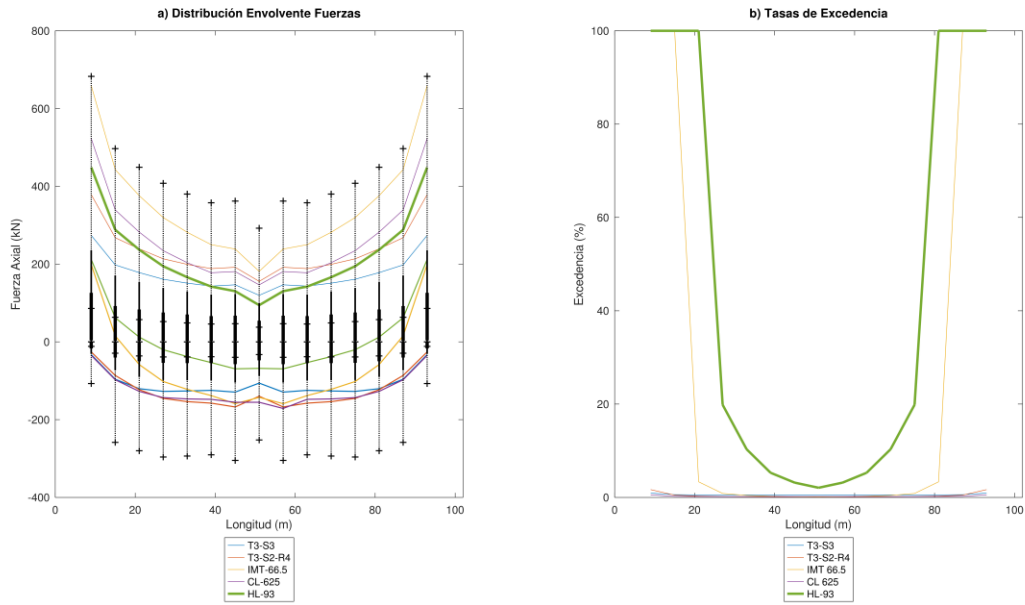 a) Distribución Envolvente Fuerzas
800
600
400
200
0
-200
-400
Fuerza Axial (kN)
0
20
40
60
80
100
Longitud (m)
T3-S3
T3-S2-R4
IMT-66.5
CL-625
HL-93
b) Tasas de Excedencia
100
80
60
40
20
0
Excedencia (%)
0
20
40
60
80
100
Longitud (m)
T3-S3
T3-S2-R4
IMT 66.5
CL 625
HL-93